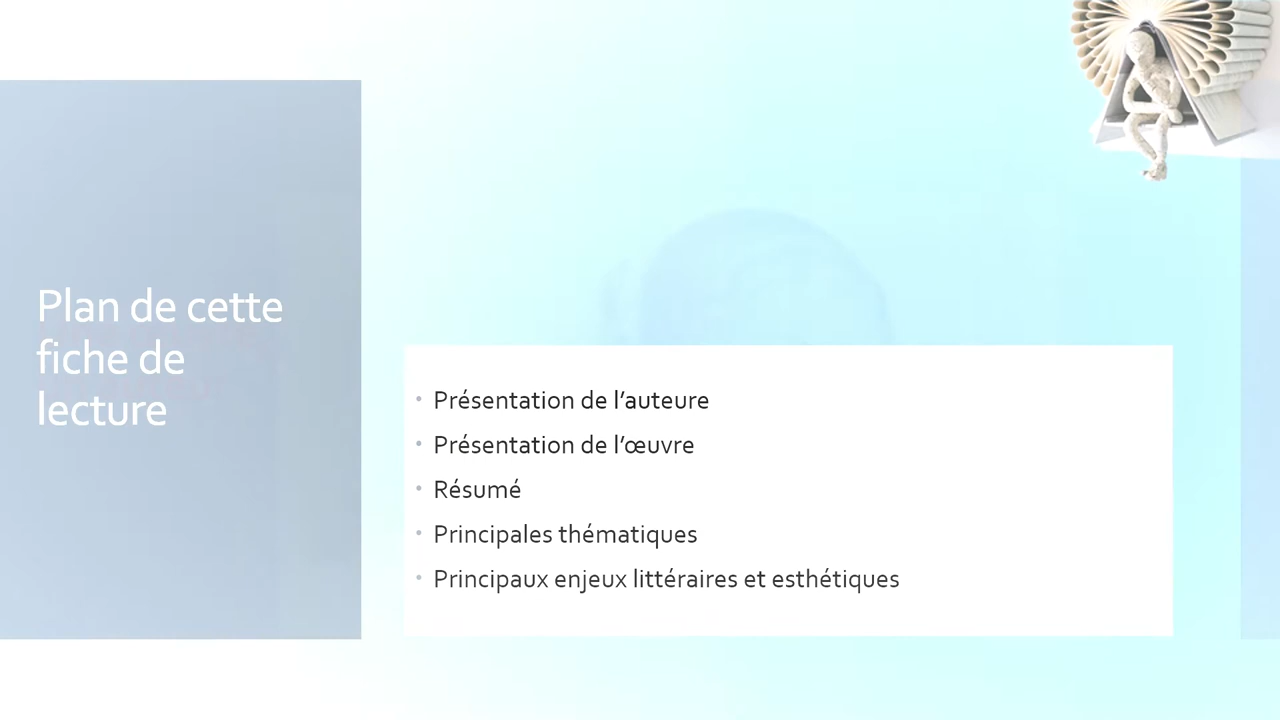 Plan de cette
fiche de
lecture
• Présentation de l’auteure
• Présentation de l’œuvre
• Résumé
• Principales thématiques
• Principaux enjeux littéraires et esthétiques